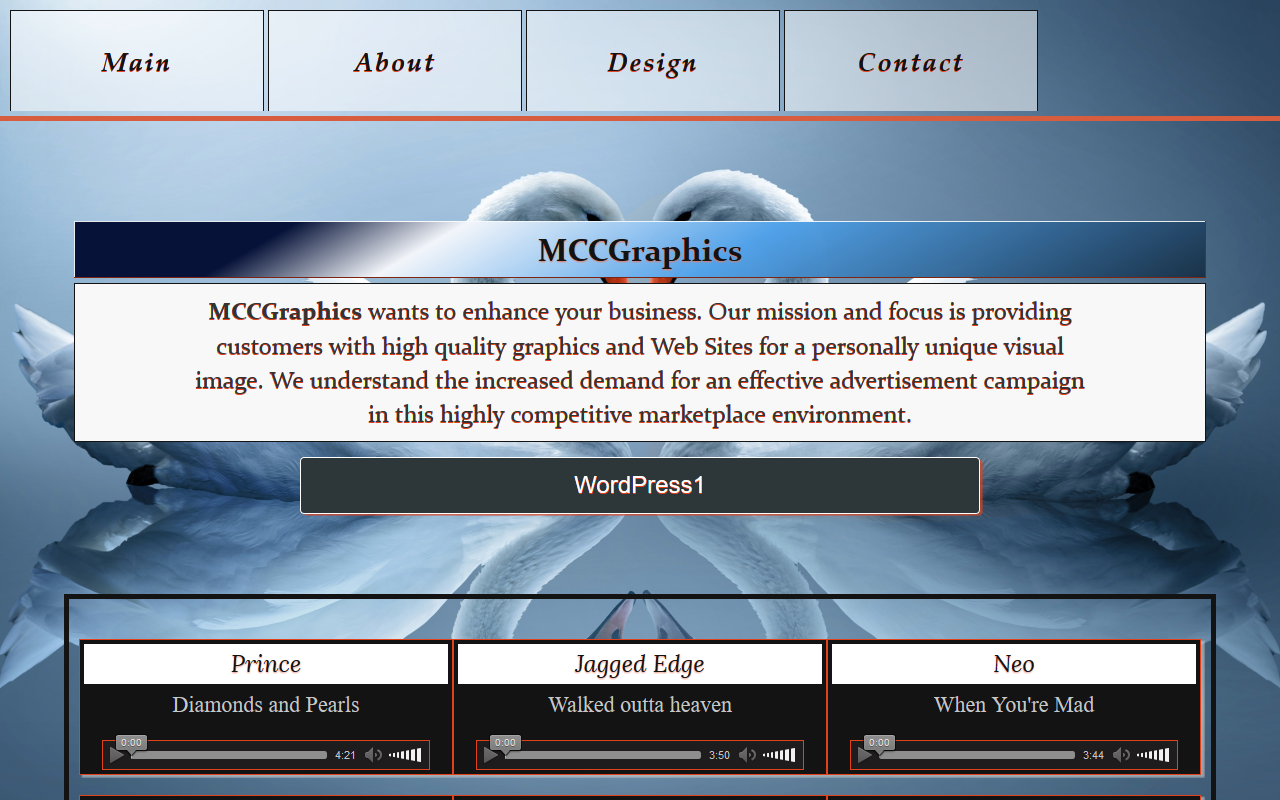 Main About Design Contact
MCCGraphics
MCCGraphics wants to enhance your business. Our mission and focus is providing
customers with high quality graphics and Web Sites for a personally unique visual
image. We understand the increased demand for an effective advertisement campaign
in this highly competitive marketplace environment.
WordPress1
Prince Jagged Edge Neo
Diamonds and Pearls Walked outta heaven When You're Mad
0:00 4:21 0:00 3:50 0:00 3:44